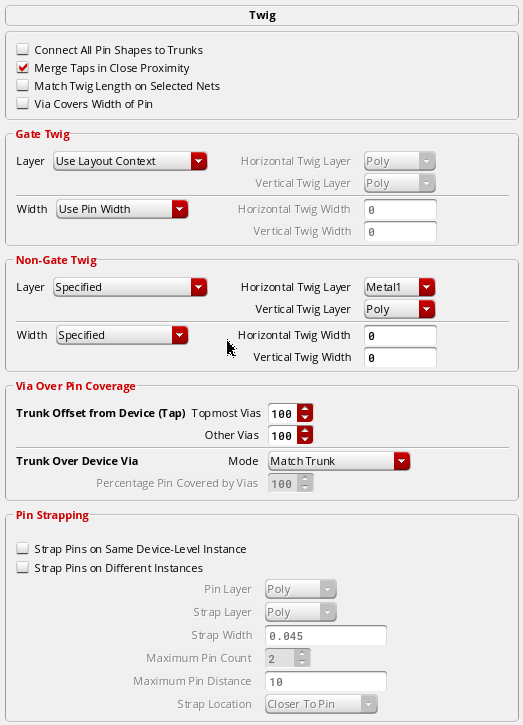 Twig
Connect All Pin Shapes to Trunks
Merge Taps in Close Proximity
Match Twig Length on Selected Nets
Via Covers Width of Pin
Gate Twig
Layer Use Layout Context Horizontal Twig Layer Poly
Vertical Twig Layer Poly
Width Use Pin Width Horizontal Twig Width 0
Vertical Twig Width 0
Non-Gate Twig
Layer Specified Horizontal Twig Layer Metal1
Vertical Twig Layer Poly
Width Specified Horizontal Twig Width 0
Vertical Twig Width 0
Via Over Pin Coverage
Trunk Offset from Device (Tap) Topmost Vias 100
Other Vias 100
Trunk Over Device Via Mode Match Trunk
Percentage Pin Covered by Vias 100
Pin Strapping
Strap Pins on Same Device-Level Instance
Strap Pins on Different Instances
Pin Layer Poly
Strap Layer Poly
Strap Width 0.045
Maximum Pin Count 2
Maximum Pin Distance 10
Strap Location Closer To Pin